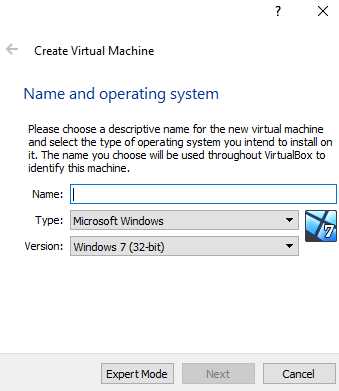 ?
Create Virtual Machine
Name and operating system
Please choose a descriptive name for the new virtual machine
and select the type of operating system you intend to install on
it. The name you choose will be used throughout VirtualBox to
identify this machine.
Name:
Type: Microsoft Windows
7
Version: Windows 7 (32-bit)
Expert Mode Next Cancel